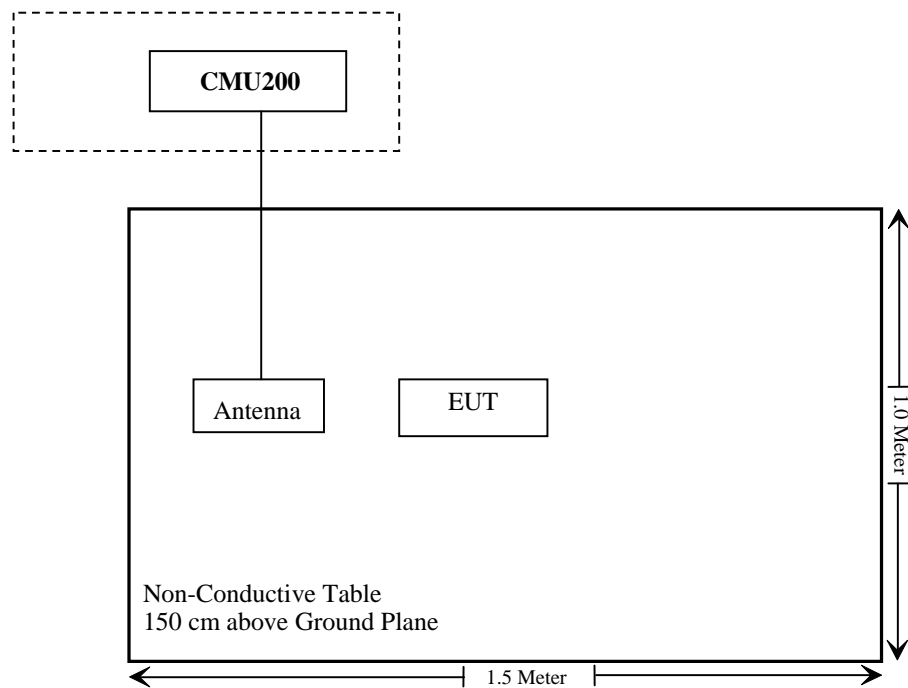 CMU200
Antenna
EUT
1.0 Meter
Non-Conductive Table
150 cm above Ground Plane
1.5 Meter